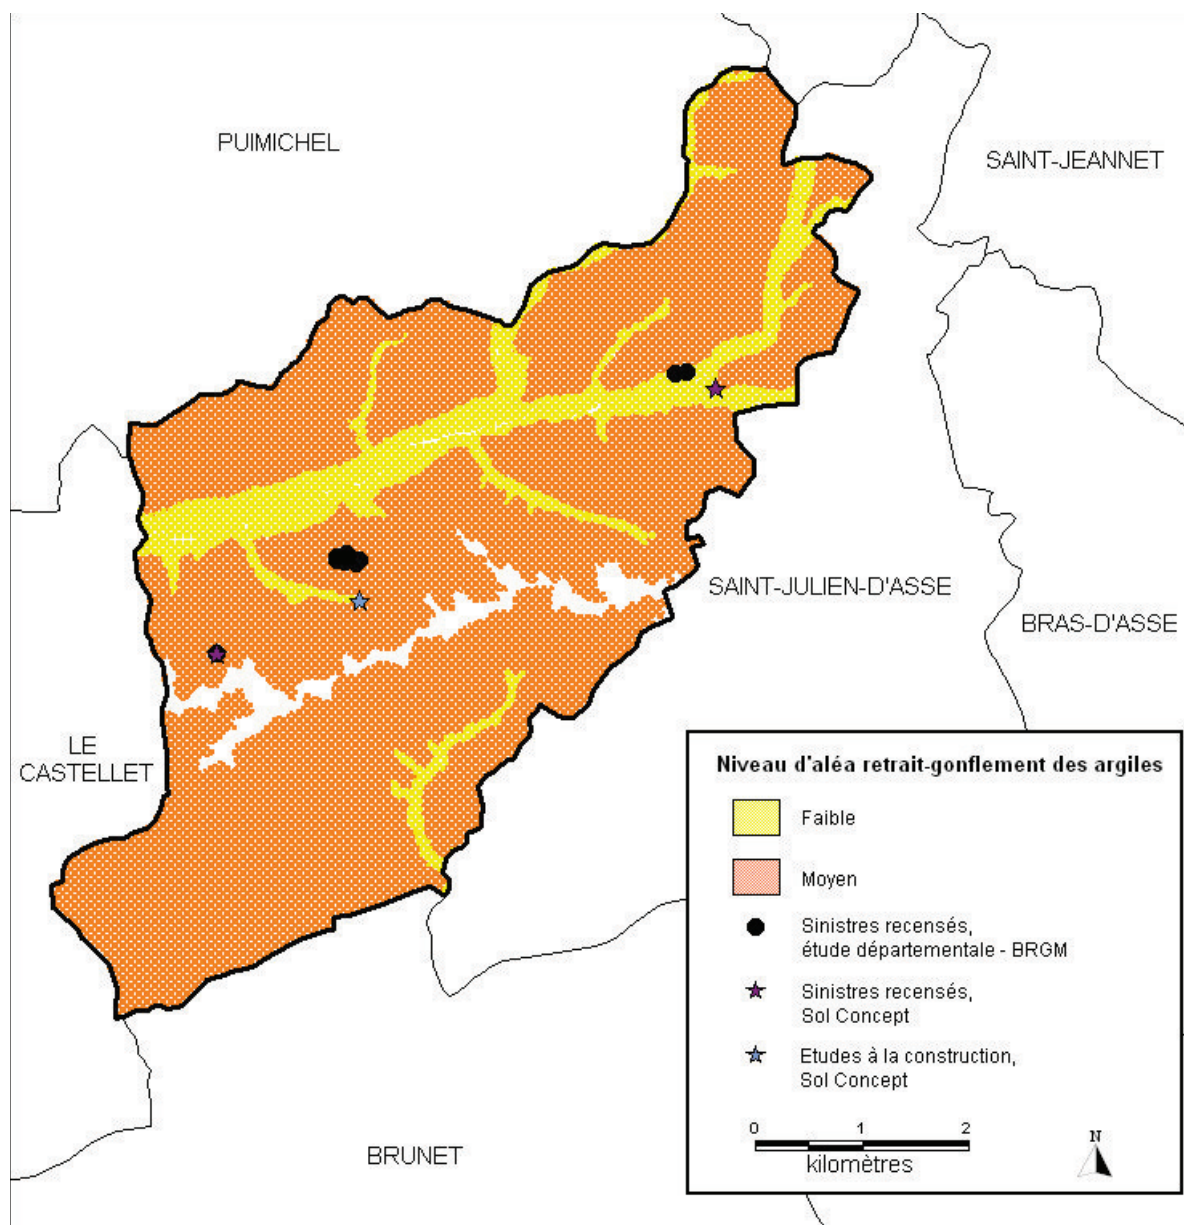 PUIMICHEL
SAINT-JEANNET
SAINT-JULIEN-D'ASSE
BRAS-D'ASSE
LE
CASTELLET
BRUNET
Niveau d'aléa retrait-gonflement des argiles
Faible
Moyen
Sinistres recensés,
étude départementale - BRGM
Sinistres recensés,
Sol Concept
Etudes à la construction,
Sol Concept
0 1 2
kilomètres
N